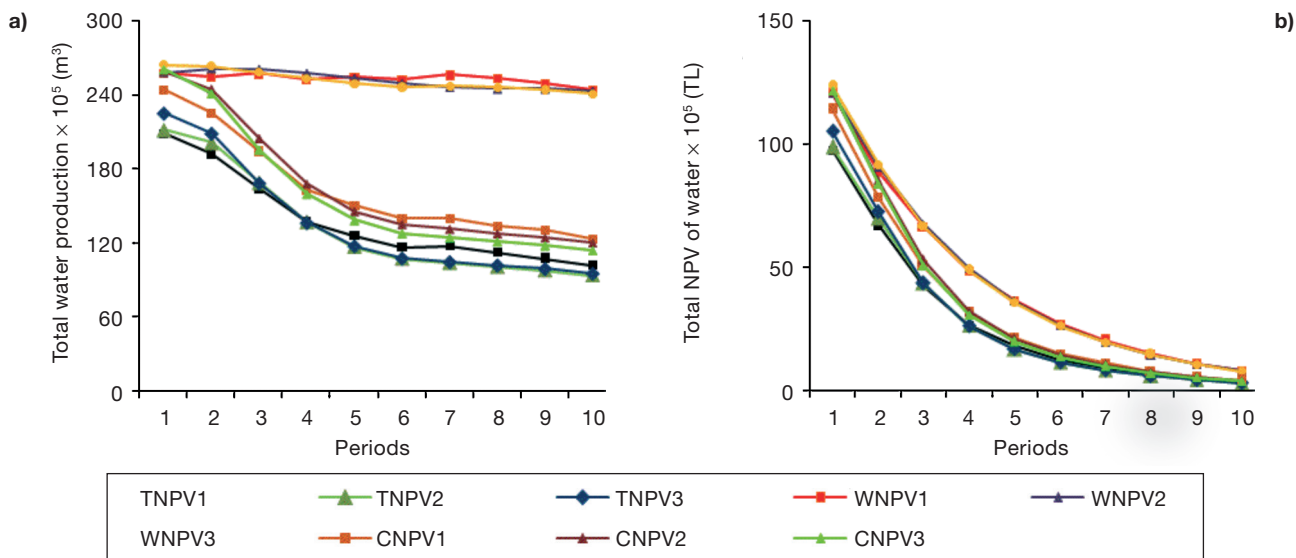 a)
Total water production × 10⁵ (m³)
300
240
180
120
60
0
1 2 3 4 5 6 7 8 9 10
Periods
b)
Total NPV of water × 10⁵ (TL)
150
100
50
0
1 2 3 4 5 6 7 8 9 10
Periods
TNPV1 TNPV2 TNPV3 WNPV1 WNPV2
WNPV3 CNPV1 CNPV2 CNPV3